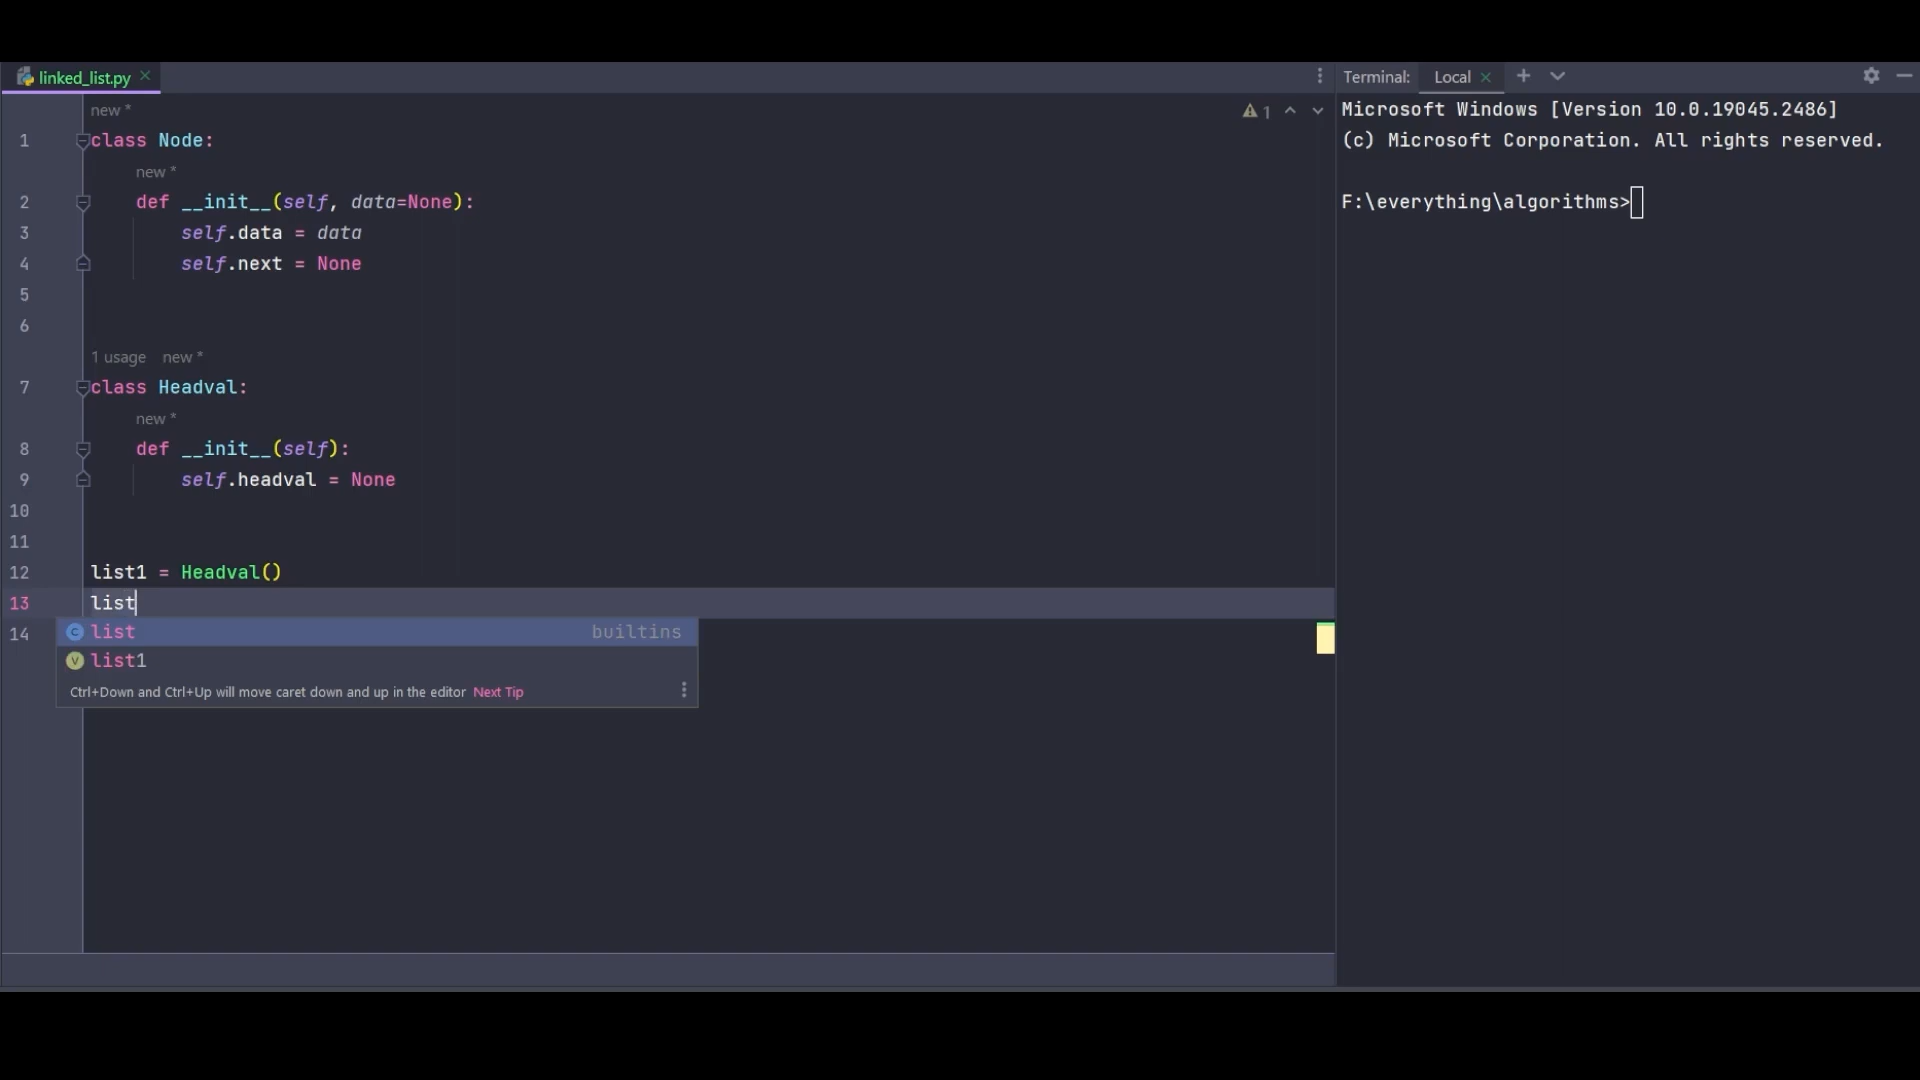 linked_list.py
new *
1 class Node:
new *
2 def __init__(self, data=None):
3 self.data = data
4 self.next = None
5
6
1 usage new *
7 class Headval:
new *
8 def __init__(self):
9 self.headval = None
10
11
12 list1 = Headval()
13 list
14
list builtins
list1
Ctrl+Down and Ctrl+Up will move caret down and up in the editor Next Tip
1
Terminal: Local
Microsoft Windows [Version 10.0.19045.2486]
(c) Microsoft Corporation. All rights reserved.
F:\everything\algorithms>